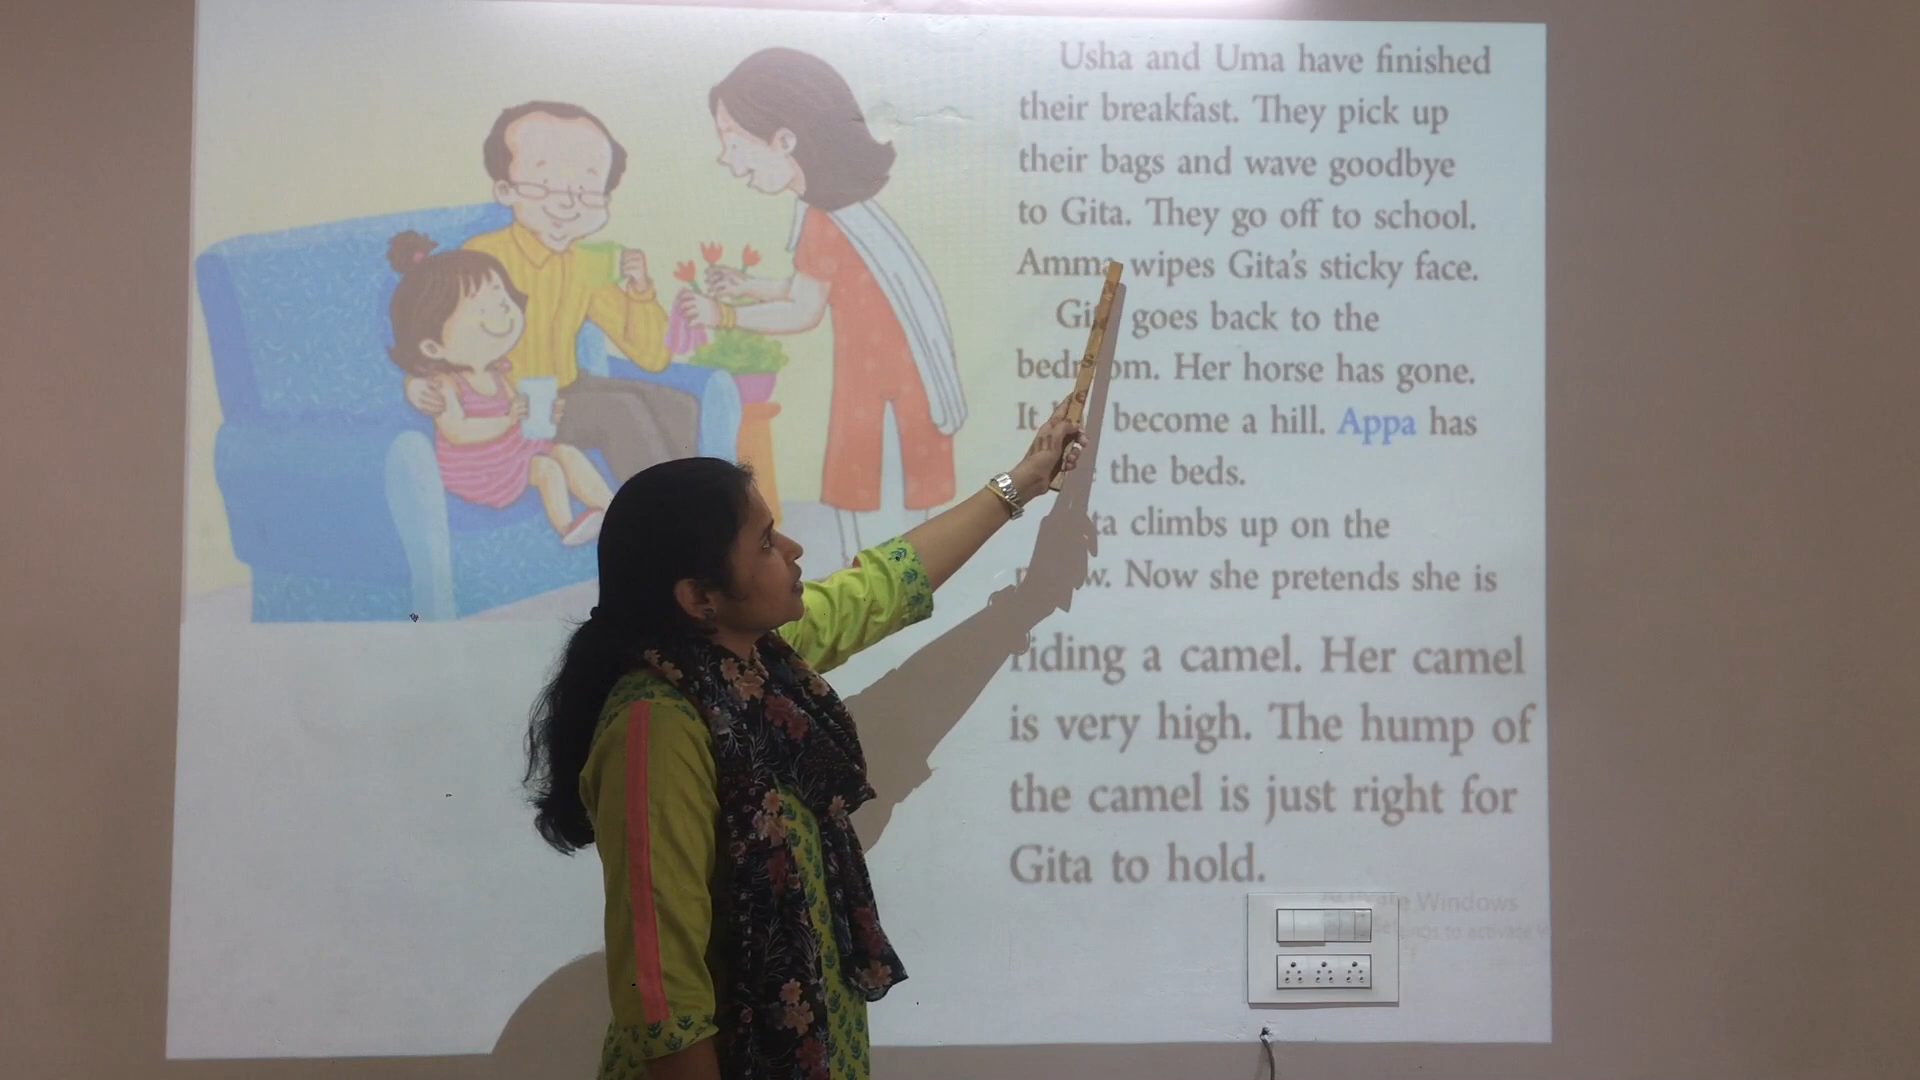 Usha and Uma have finished
their breakfast. They pick up
their bags and wave goodbye
to Gita. They go off to school.
Amma wipes Gita's sticky face.
goes back to the
Her horse has gone.
It become a hill. Appa has
the beds.
climbs up on the
Now she pretends she is
riding a camel. Her camel
is very high. The hump of
the camel is just right for
Gita to hold.
Windows
to activate